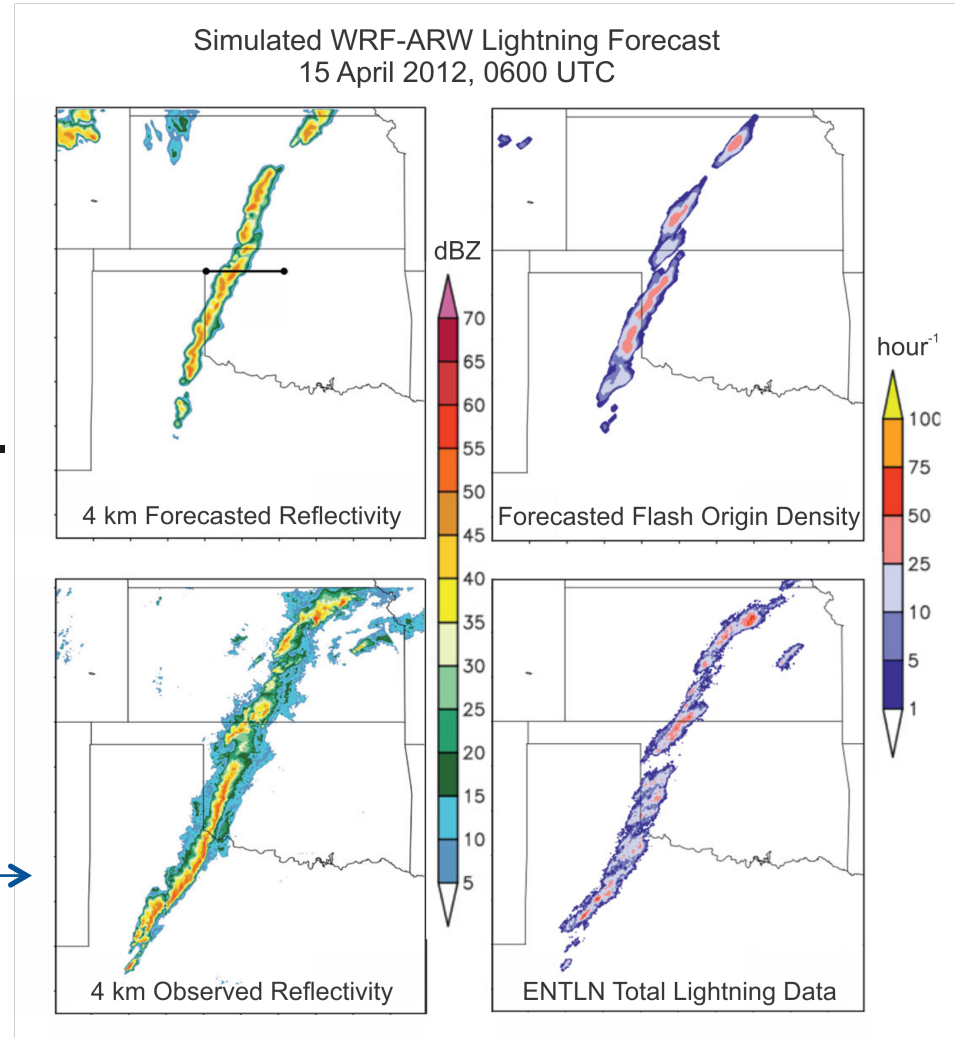 Simulated WRF-ARW Lightning Forecast
15 April 2012, 0600 UTC
4 km Forecasted Reflectivity
dBZ
70
65
60
55
50
45
40
35
30
25
20
15
10
5
Forecasted Flash Origin Density
hour-1
100
75
50
25
10
5
1
4 km Observed Reflectivity
ENTLN Total Lightning Data